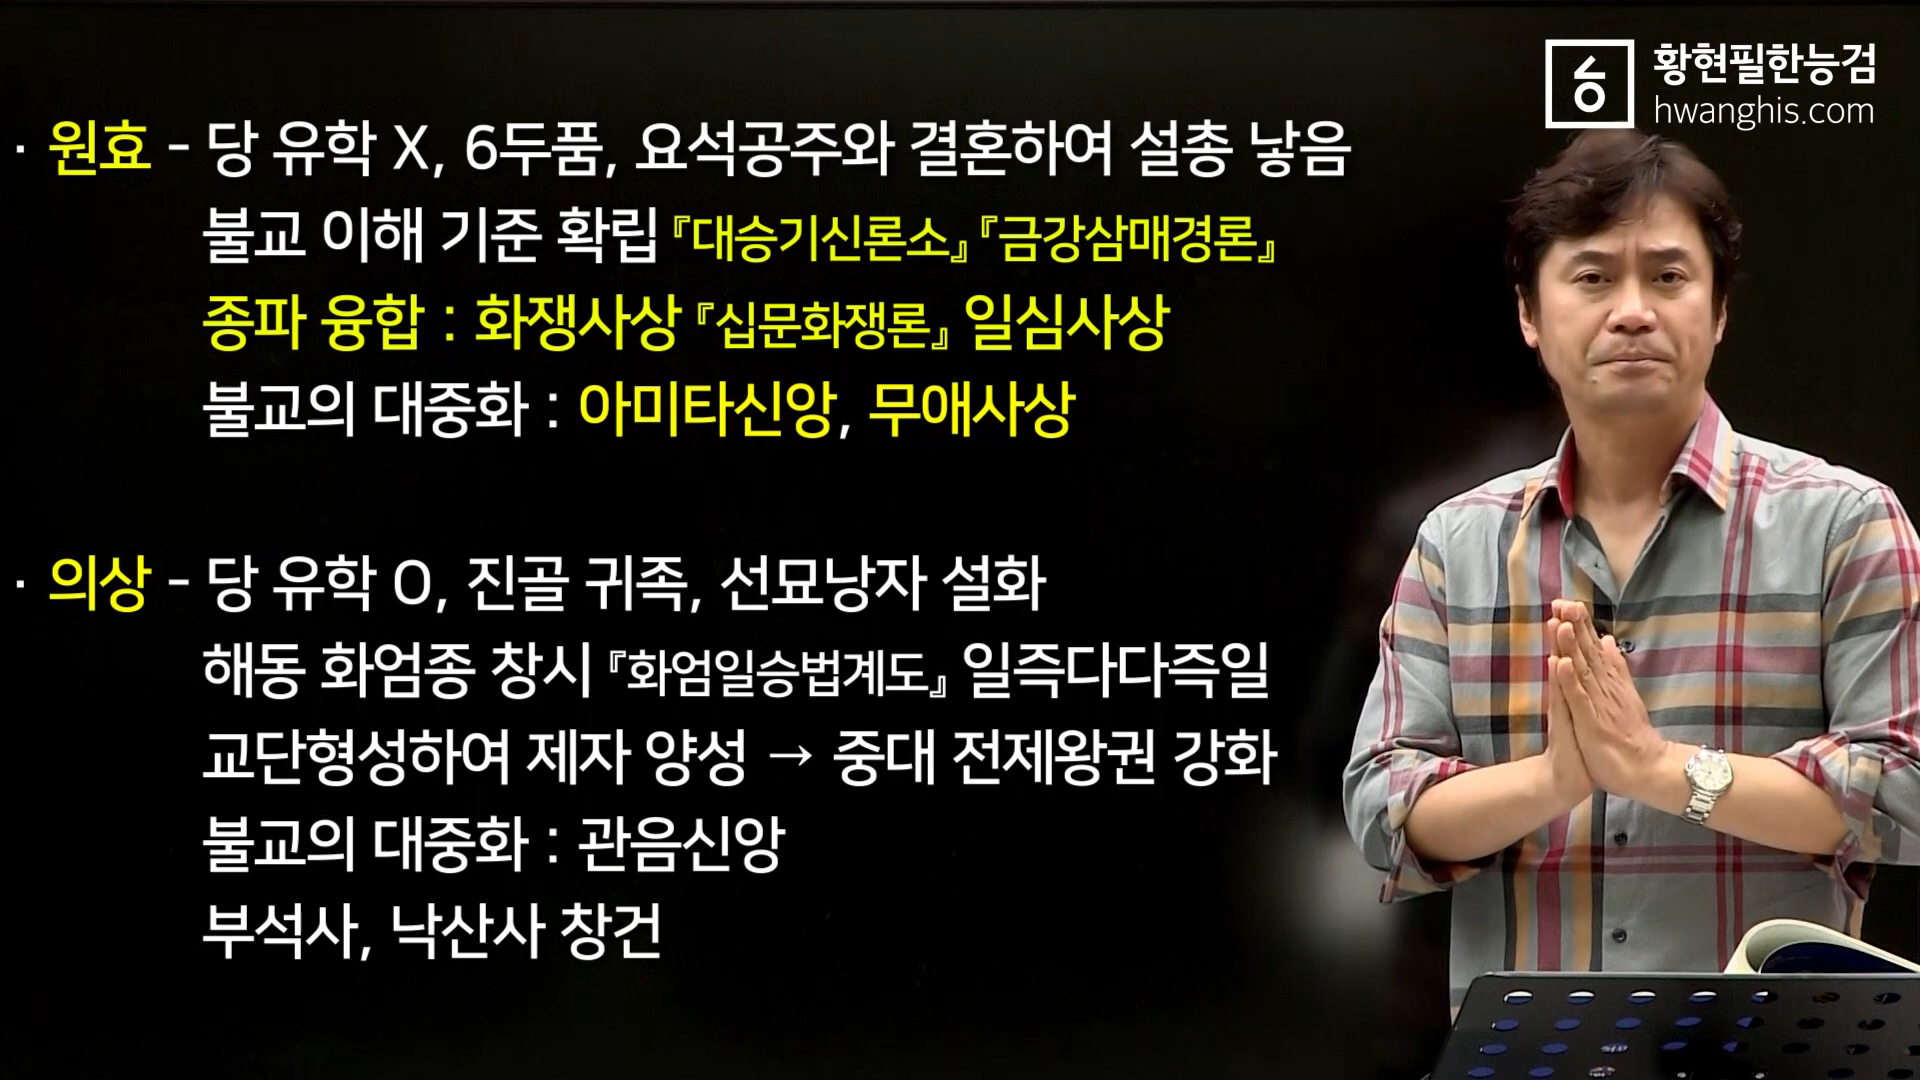 황현필한능검
hwanghis.com
· 원효 - 당 유학 X, 6두품, 요석공주와 결혼하여 설총 낳음
불교 이해 기준 확립 『대승기신론소』 『금강삼매경론』
종파 융합 : 화쟁사상 『십문화쟁론』 일심사상
불교의 대중화 : 아미타신앙, 무애사상
· 의상 - 당 유학 O, 진골 귀족, 선묘낭자 설화
해동 화엄종 창시 『화엄일승법계도』 일즉다다즉일
교단형성하여 제자 양성 → 중대 전제왕권 강화
불교의 대중화 : 관음신앙
부석사, 낙산사 창건